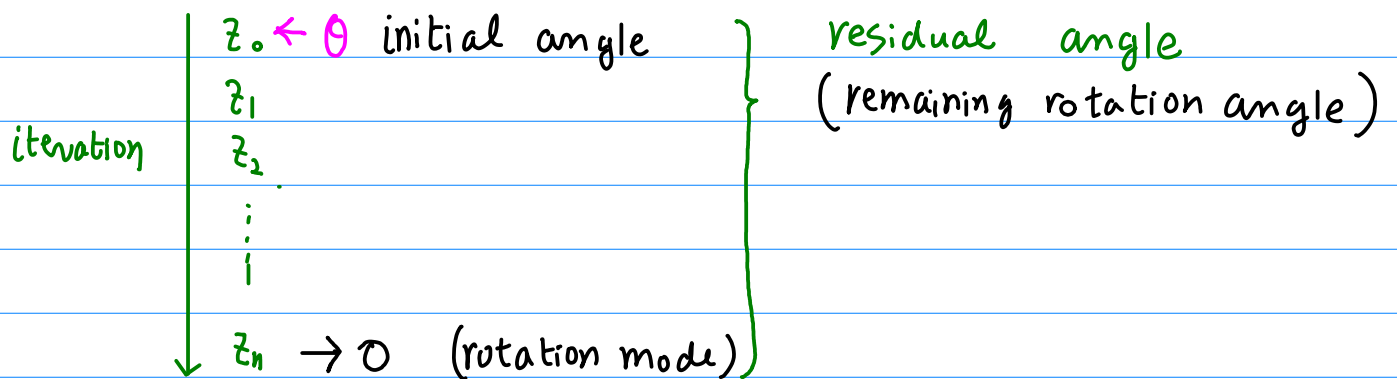 z₀ ← θ initial angle residual angle
z₁ (remaining rotation angle)
iteration z₂
⋮
zₙ → 0 (rotation mode)